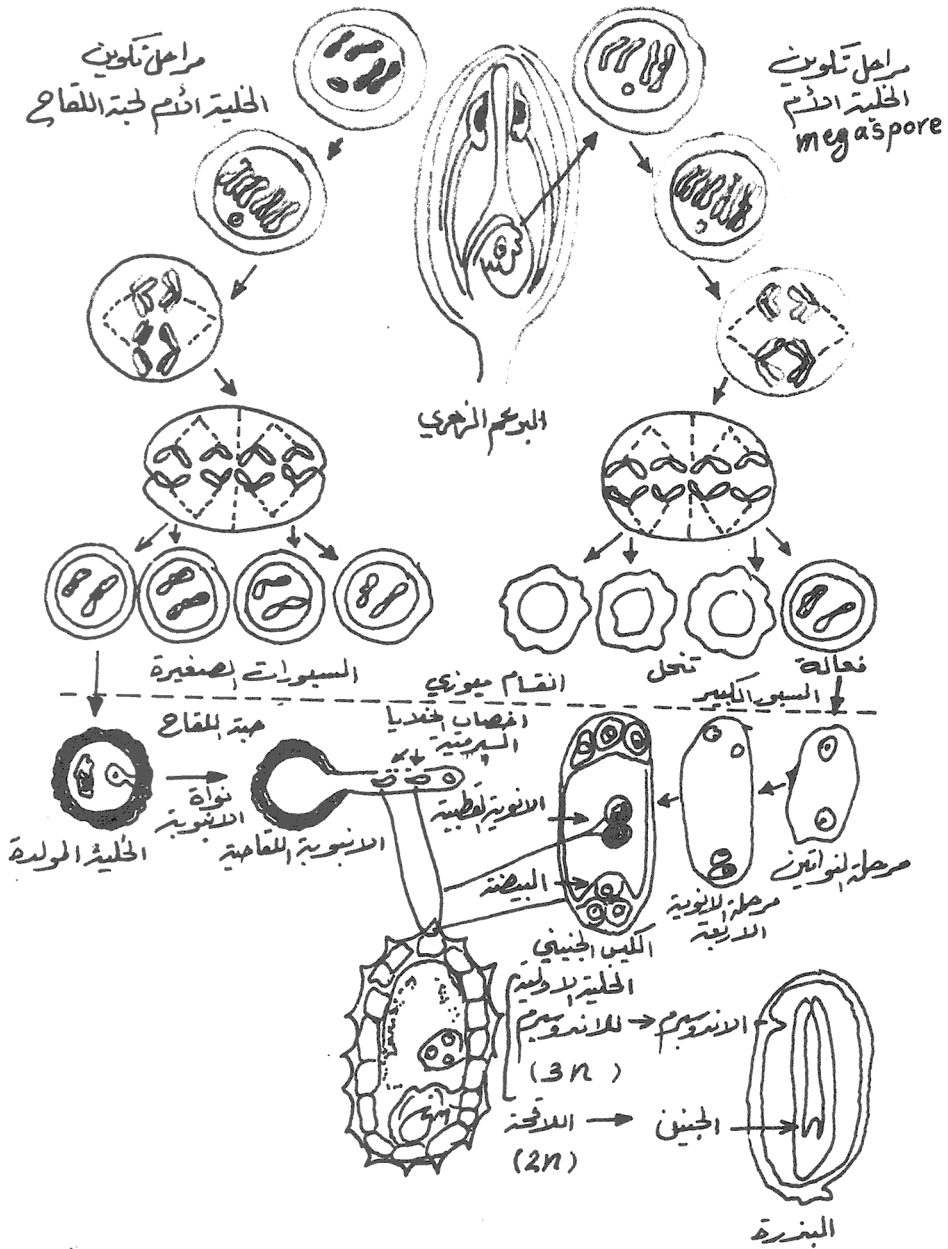 مراحل تكوين
الخلية الأم لحبة اللقاح
مراحل تكوين
الخلية الأم
megaspore
البرعم الزهري
السبورات الصغيرة
انقسام ميوزي
تنحل
فعالة
السبور الكبير
حبة اللقاح
اخصاب الخلايا
السبرمية
نواة
الانبوبة
الخلية المولدة
الانبوبة اللقاحية
الانوية القطبية
البيضة
مرحلة النواتين
مرحلة الانوية
الاربعة
الكيس الجنيني
الخلية الاولية
للاندوسبرم
الاندوسبرم
(3n)
اللاقحة
الجنين
(2n)
البذرة